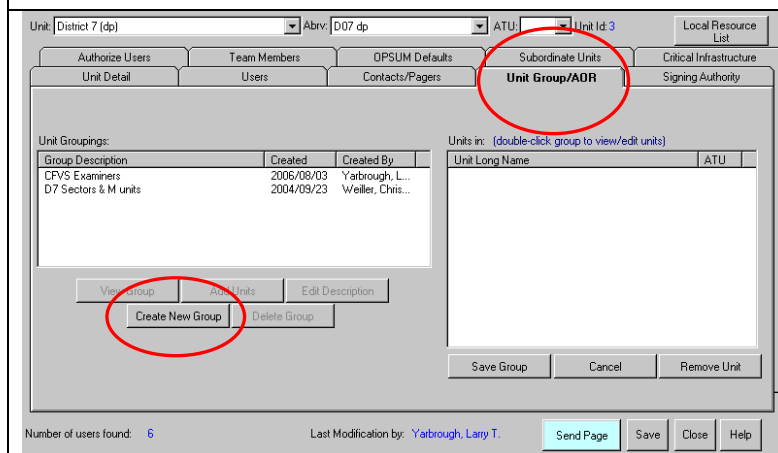 Unit: District 7 (dp) Abrv: D07 dp ATU: Unit Id: 3 Local Resource List
Authorize Users Team Members OPSUM Defaults Subordinate Units Critical Infrastructure
Unit Detail Users Contacts/Pagers Unit Group/AOR Signing Authority
Unit Groupings: Units in: (double-click group to view/edit units)
Group Description Created Created By Unit Long Name ATU
CFVS Examiners 2006/08/03 Yarbrough, L...
D7 Sectors & M units 2004/09/23 Weiller, Chris...
View Group Add Units Edit Description
Create New Group Delete Group
Save Group Cancel Remove Unit
Number of users found: 6 Last Modification by: Yarbrough, Larry T. Send Page Save Close Help